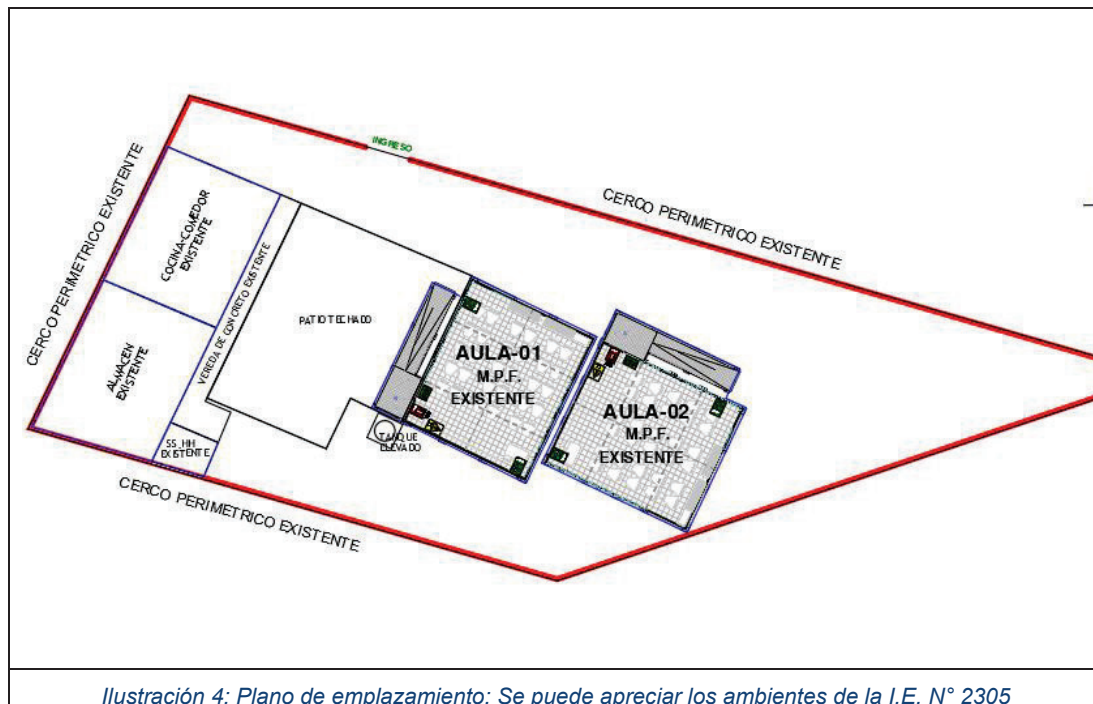 INGRESO
CERCO PERIMETRICO EXISTENTE
CERCO PERIMETRICO EXISTENTE
COCINA-COMEDOR
EXISTENTE
VEREDA DE CONCRETO EXISTENTE
PATIO TECHADO
ALMACEN
EXISTENTE
AULA-01
M.P.F.
EXISTENTE
AULA-02
M.P.F.
EXISTENTE
TANQUE
ELEVADO
SS.HH
EXISTENTE
CERCO PERIMETRICO EXISTENTE
Ilustración 4: Plano de emplazamiento: Se puede apreciar los ambientes de la I.E. N° 2305